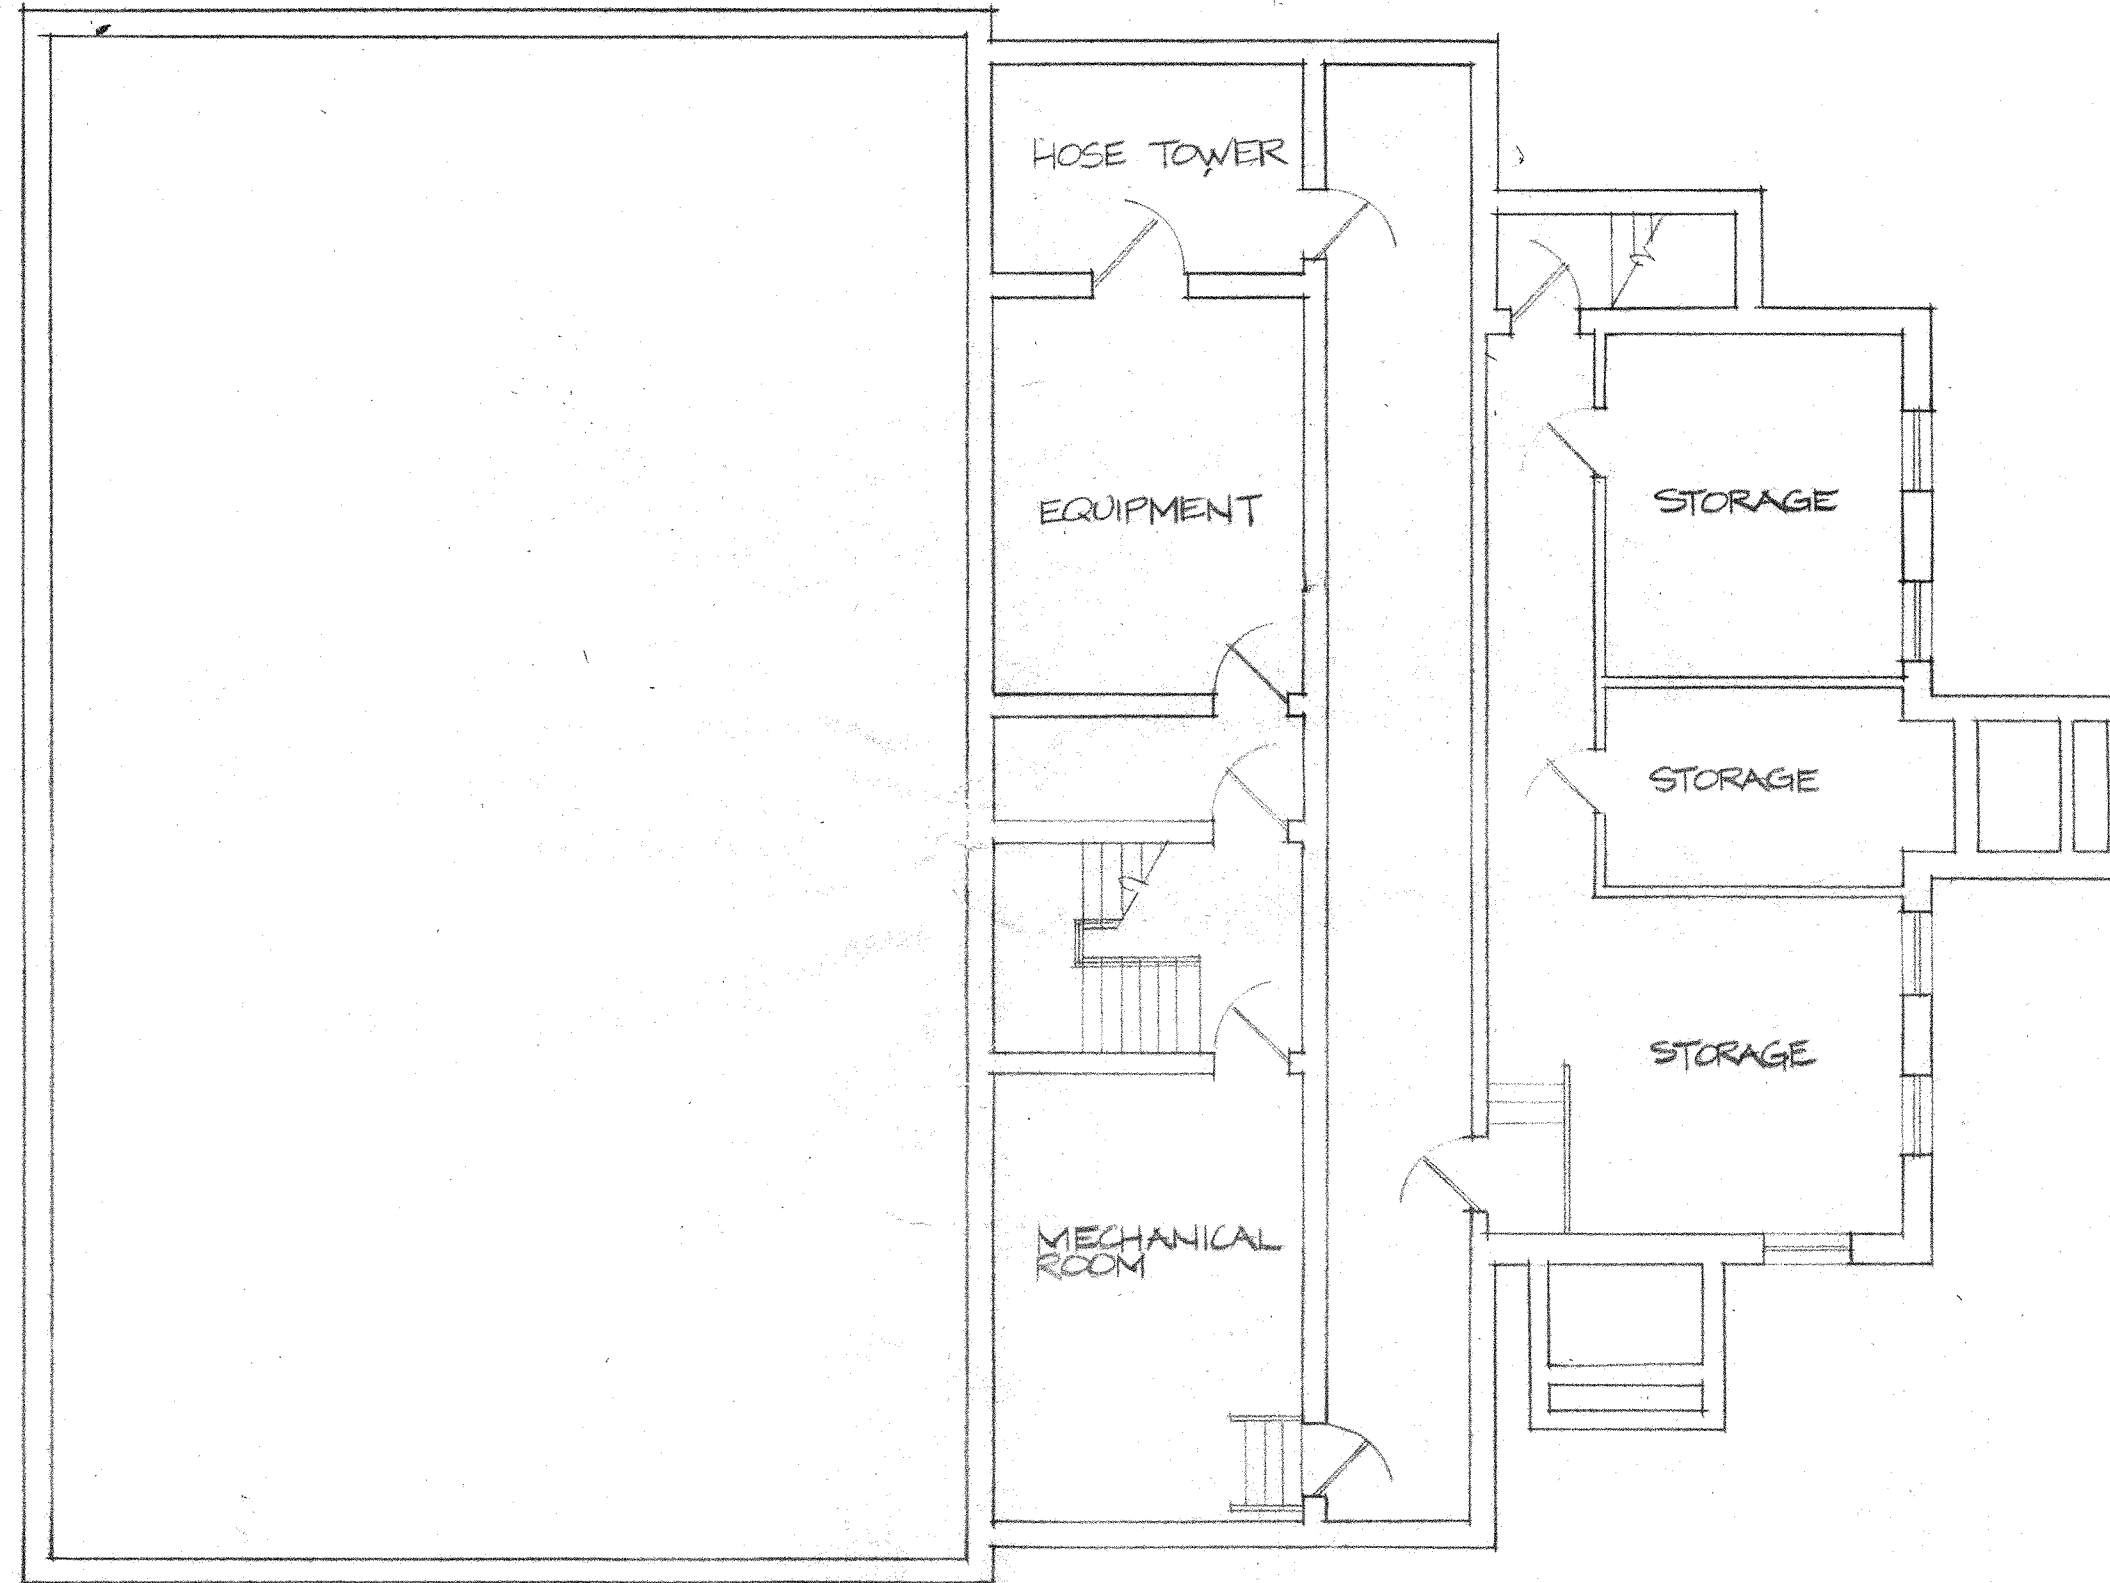 HOSE TOWER
EQUIPMENT
STORAGE
STORAGE
STORAGE
MECHANICAL
ROOM